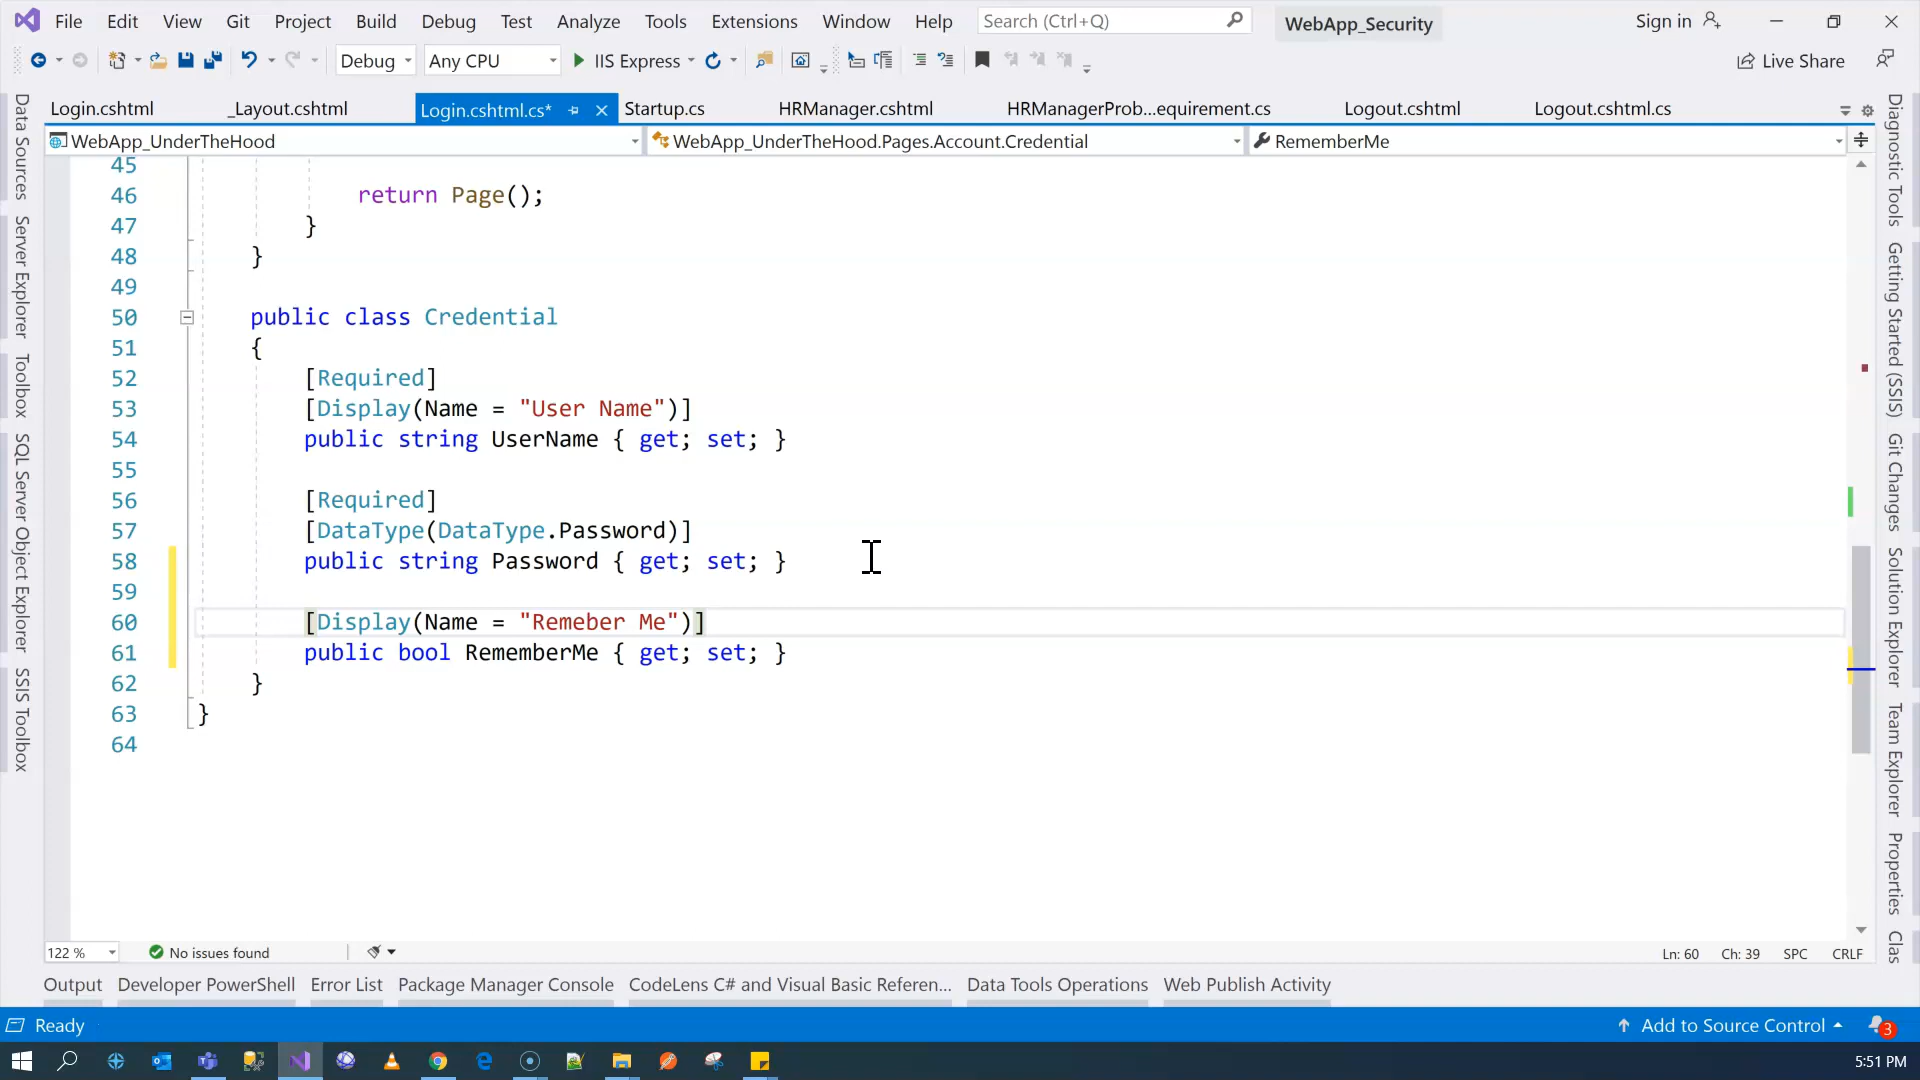 File Edit View Git Project Build Debug Test Analyze Tools Extensions Window Help Search (Ctrl+Q) WebApp_Security Sign in
Debug Any CPU IIS Express Live Share
Login.cshtml _Layout.cshtml Login.cshtml.cs* Startup.cs HRManager.cshtml HRManagerProb...equirement.cs Logout.cshtml Logout.cshtml.cs
WebApp_UnderTheHood WebApp_UnderTheHood.Pages.Account.Credential RememberMe
45
46 return Page();
47 }
48 }
49
50 public class Credential
51 {
52 [Required]
53 [Display(Name = "User Name")]
54 public string UserName { get; set; }
55
56 [Required]
57 [DataType(DataType.Password)]
58 public string Password { get; set; }
59
60 [Display(Name = "Remeber Me")]
61 public bool RememberMe { get; set; }
62 }
63 }
64
Data Sources
Server Explorer
Toolbox
SQL Server Object Explorer
SSIS Toolbox
Diagnostic Tools
Getting Started (SSIS)
Git Changes
Solution Explorer
Team Explorer
Properties
Clas
122 % No issues found Ln: 60 Ch: 39 SPC CRLF
Output Developer PowerShell Error List Package Manager Console CodeLens C# and Visual Basic Referen... Data Tools Operations Web Publish Activity
Ready Add to Source Control 3
5:51 PM